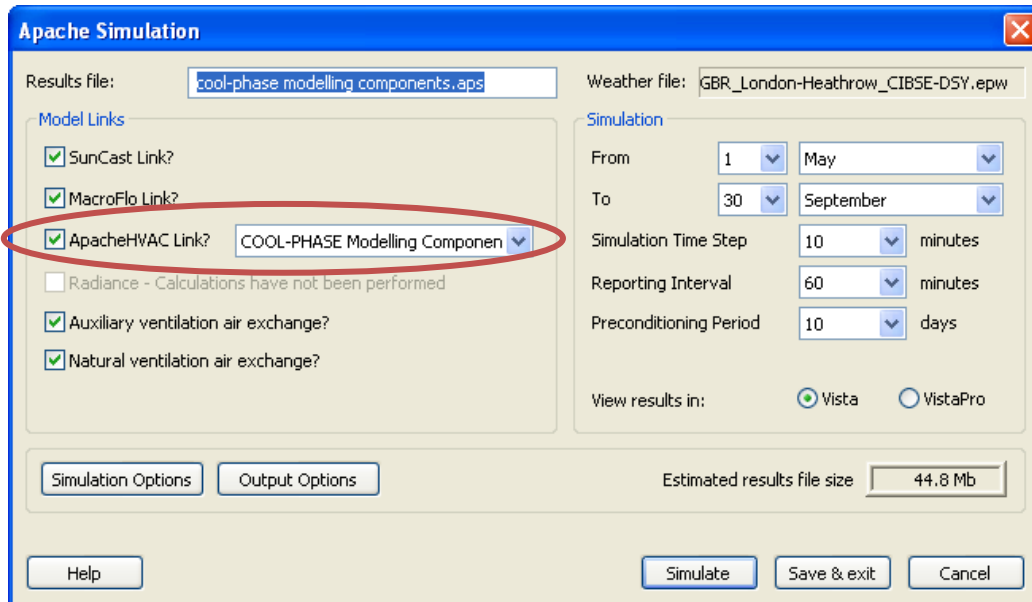 Apache Simulation
Results file: cool-phase modelling components.aps Weather file: GBR_London-Heathrow_CIBSE-DSY.epw
Model Links
SunCast Link?
MacroFlo Link?
ApacheHVAC Link? COOL-PHASE Modelling Componen
Radiance - Calculations have not been performed
Auxiliary ventilation air exchange?
Natural ventilation air exchange?
Simulation
From 1 May
To 30 September
Simulation Time Step 10 minutes
Reporting Interval 60 minutes
Preconditioning Period 10 days
View results in: Vista VistaPro
Simulation Options Output Options Estimated results file size 44.8 Mb
Help Simulate Save & exit Cancel